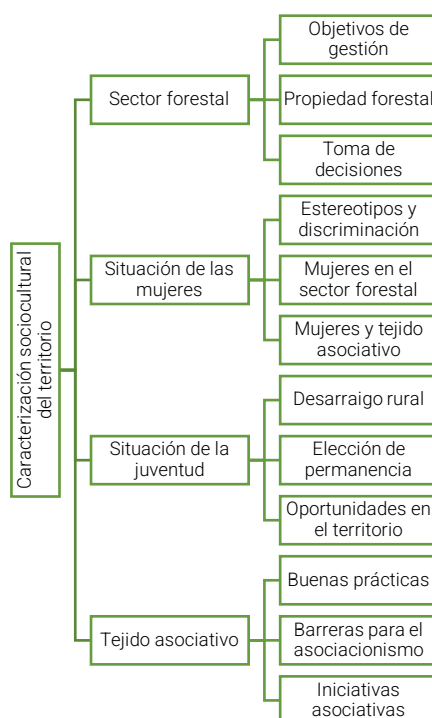 Caracterización sociocultural
del territorio
Sector forestal
Objetivos de
gestión
Propiedad forestal
Toma de
decisiones
Situación de las
mujeres
Estereotipos y
discriminación
Mujeres en el
sector forestal
Mujeres y tejido
asociativo
Situación de la
juventud
Desarraigo rural
Elección de
permanencia
Oportunidades en
el territorio
Tejido asociativo
Buenas prácticas
Barreras para el
asociacionismo
Iniciativas
asociativas